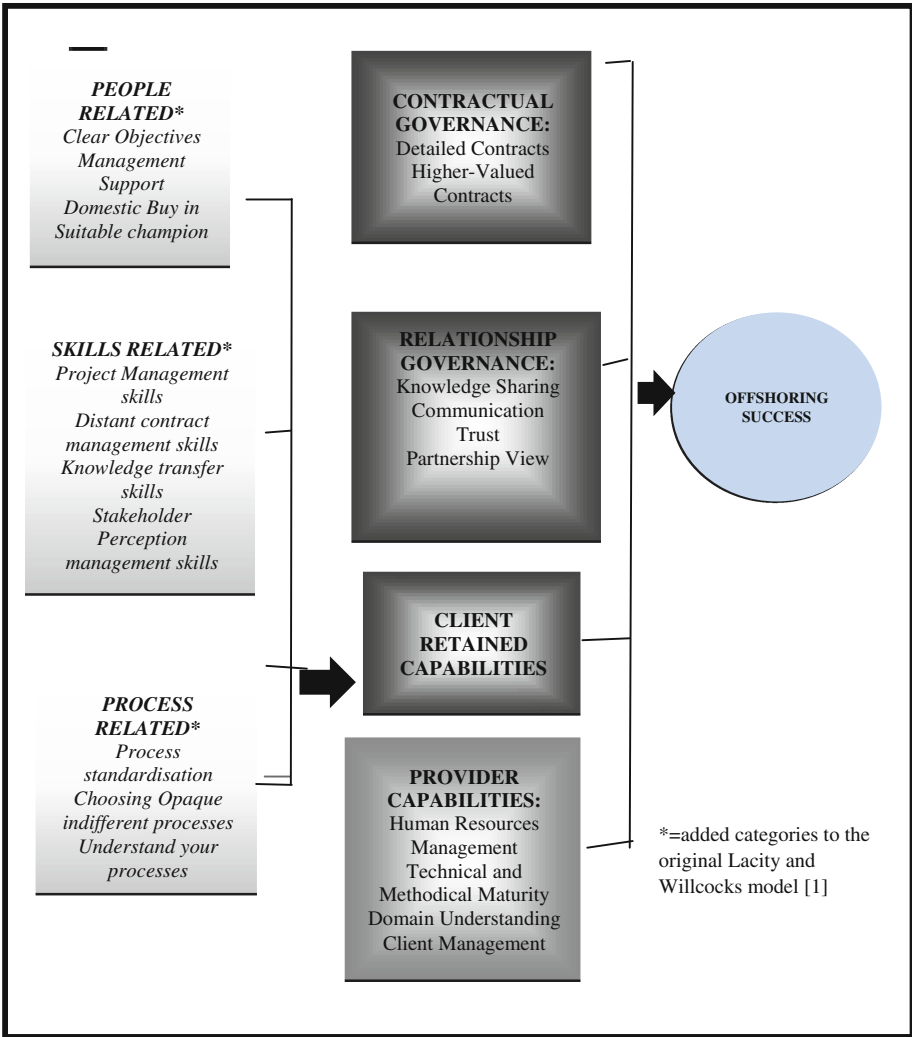 PEOPLE
RELATED*
Clear Objectives
Management
Support
Domestic Buy in
Suitable champion
SKILLS RELATED*
Project Management
skills
Distant contract
management skills
Knowledge transfer
skills
Stakeholder
Perception
management skills
PROCESS
RELATED*
Process
standardisation
Choosing Opaque
indifferent processes
Understand your
processes
CONTRACTUAL
GOVERNANCE:
Detailed Contracts
Higher-Valued
Contracts
RELATIONSHIP
GOVERNANCE:
Knowledge Sharing
Communication
Trust
Partnership View
CLIENT
RETAINED
CAPABILITIES
PROVIDER
CAPABILITIES:
Human Resources
Management
Technical and
Methodical Maturity
Domain Understanding
Client Management
OFFSHORING
SUCCESS
*=added categories to the
original Lacity and
Willcocks model [1]